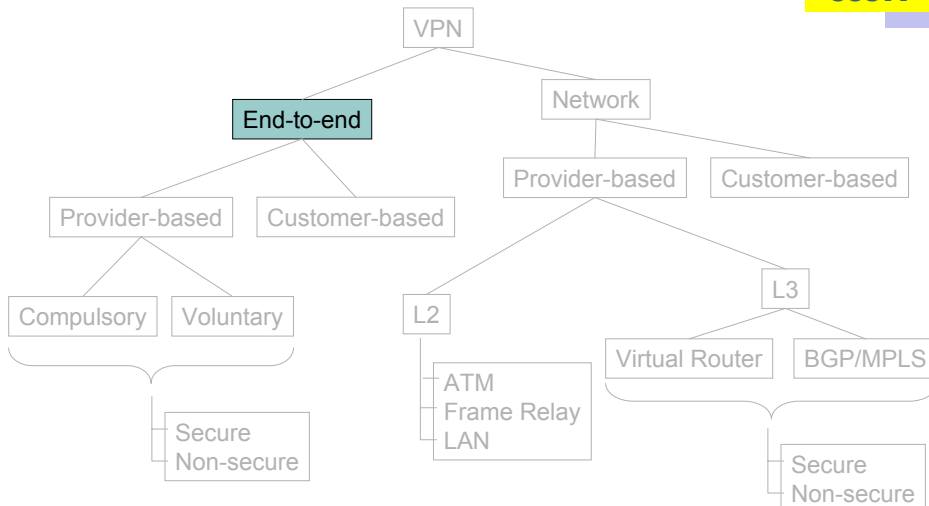 VPN
End-to-end
Network
Provider-based
Customer-based
Provider-based
Customer-based
Compulsory
Voluntary
L2
L3
Virtual Router
BGP/MPLS
ATM
Frame Relay
LAN
Secure
Non-secure
Secure
Non-secure